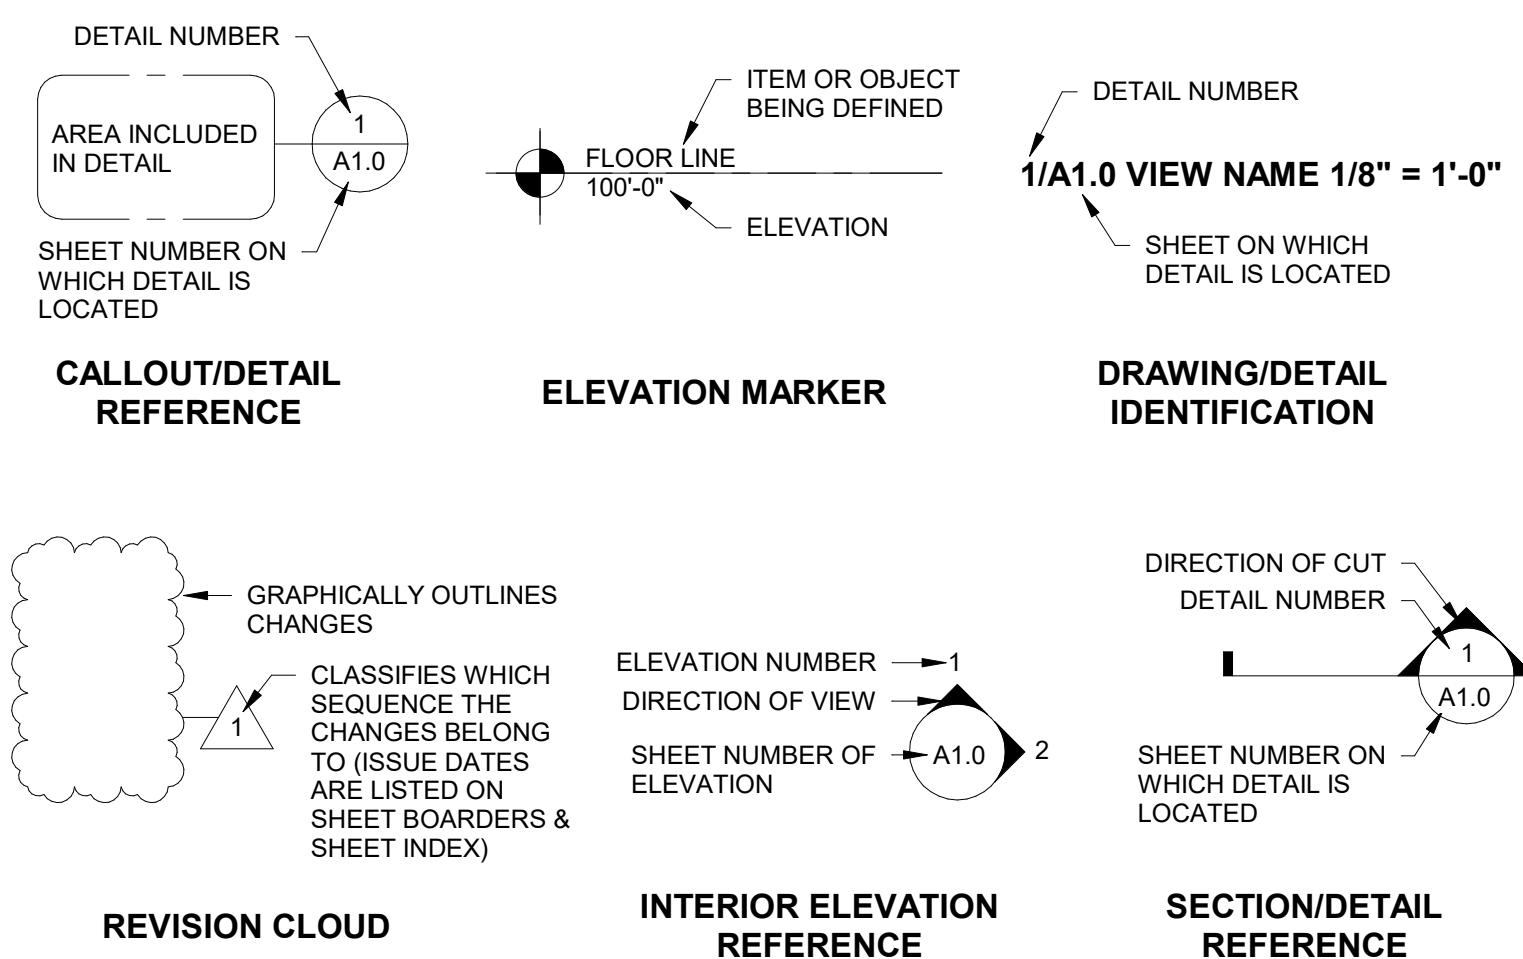 DETAIL NUMBER
AREA INCLUDED
IN DETAIL
1
A1.0
SHEET NUMBER ON
WHICH DETAIL IS
LOCATED
CALLOUT/DETAIL
REFERENCE
ITEM OR OBJECT
BEING DEFINED
FLOOR LINE
100'-0"
ELEVATION
ELEVATION MARKER
DETAIL NUMBER
1/A1.0 VIEW NAME 1/8" = 1'-0"
SHEET ON WHICH
DETAIL IS LOCATED
DRAWING/DETAIL
IDENTIFICATION
GRAPHICALLY OUTLINES
CHANGES
1
CLASSIFIES WHICH
SEQUENCE THE
CHANGES BELONG
TO (ISSUE DATES
ARE LISTED ON
SHEET BOARDERS &
SHEET INDEX)
REVISION CLOUD
ELEVATION NUMBER 1
DIRECTION OF VIEW
SHEET NUMBER OF
ELEVATION
A1.0
2
INTERIOR ELEVATION
REFERENCE
DIRECTION OF CUT
DETAIL NUMBER
1
A1.0
SHEET NUMBER ON
WHICH DETAIL IS
LOCATED
SECTION/DETAIL
REFERENCE